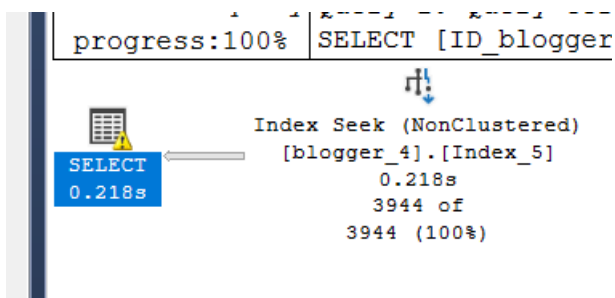 progress:100%
SELECT [ID_blogger
Index Seek (NonClustered)
[blogger_4].[Index_5]
0.218s
3944 of
3944 (100%)
SELECT
0.218s